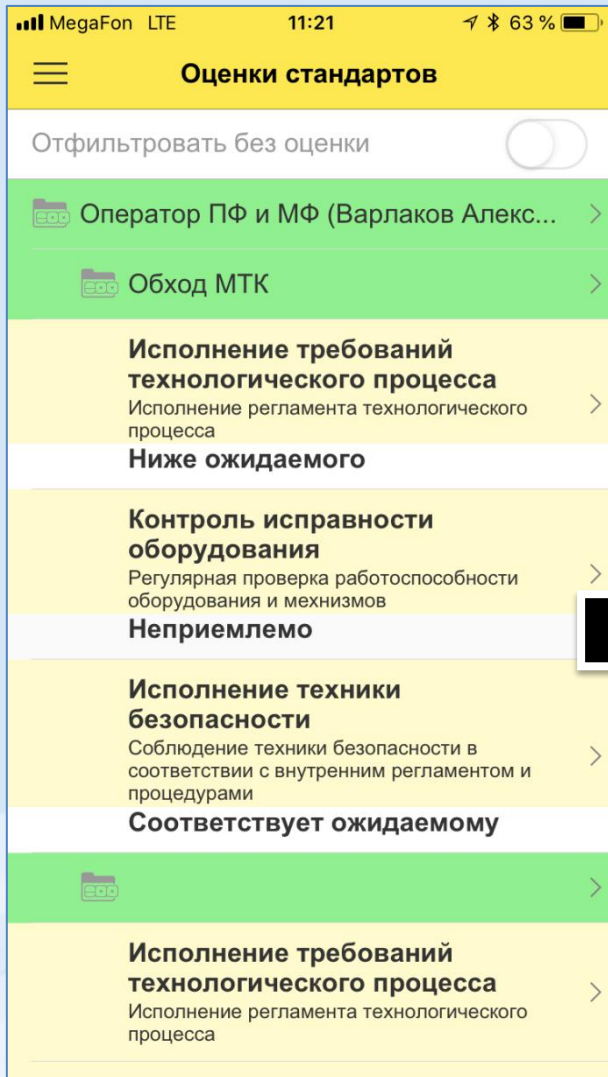 MegaFon LTE 11:21 63 %
Оценки стандартов
Отфильтровать без оценки
Оператор ПФ и МФ (Варлаков Алекс...
Обход МТК
Исполнение требований
технологического процесса
Исполнение регламента технологического
процесса
Ниже ожидаемого
Контроль исправности
оборудования
Регулярная проверка работоспособности
оборудования и мехнизмов
Неприемлемо
Исполнение техники
безопасности
Соблюдение техники безопасности в
соответствии с внутренним регламентом и
процедурами
Соответствует ожидаемому
Исполнение требований
технологического процесса
Исполнение регламента технологического
процесса